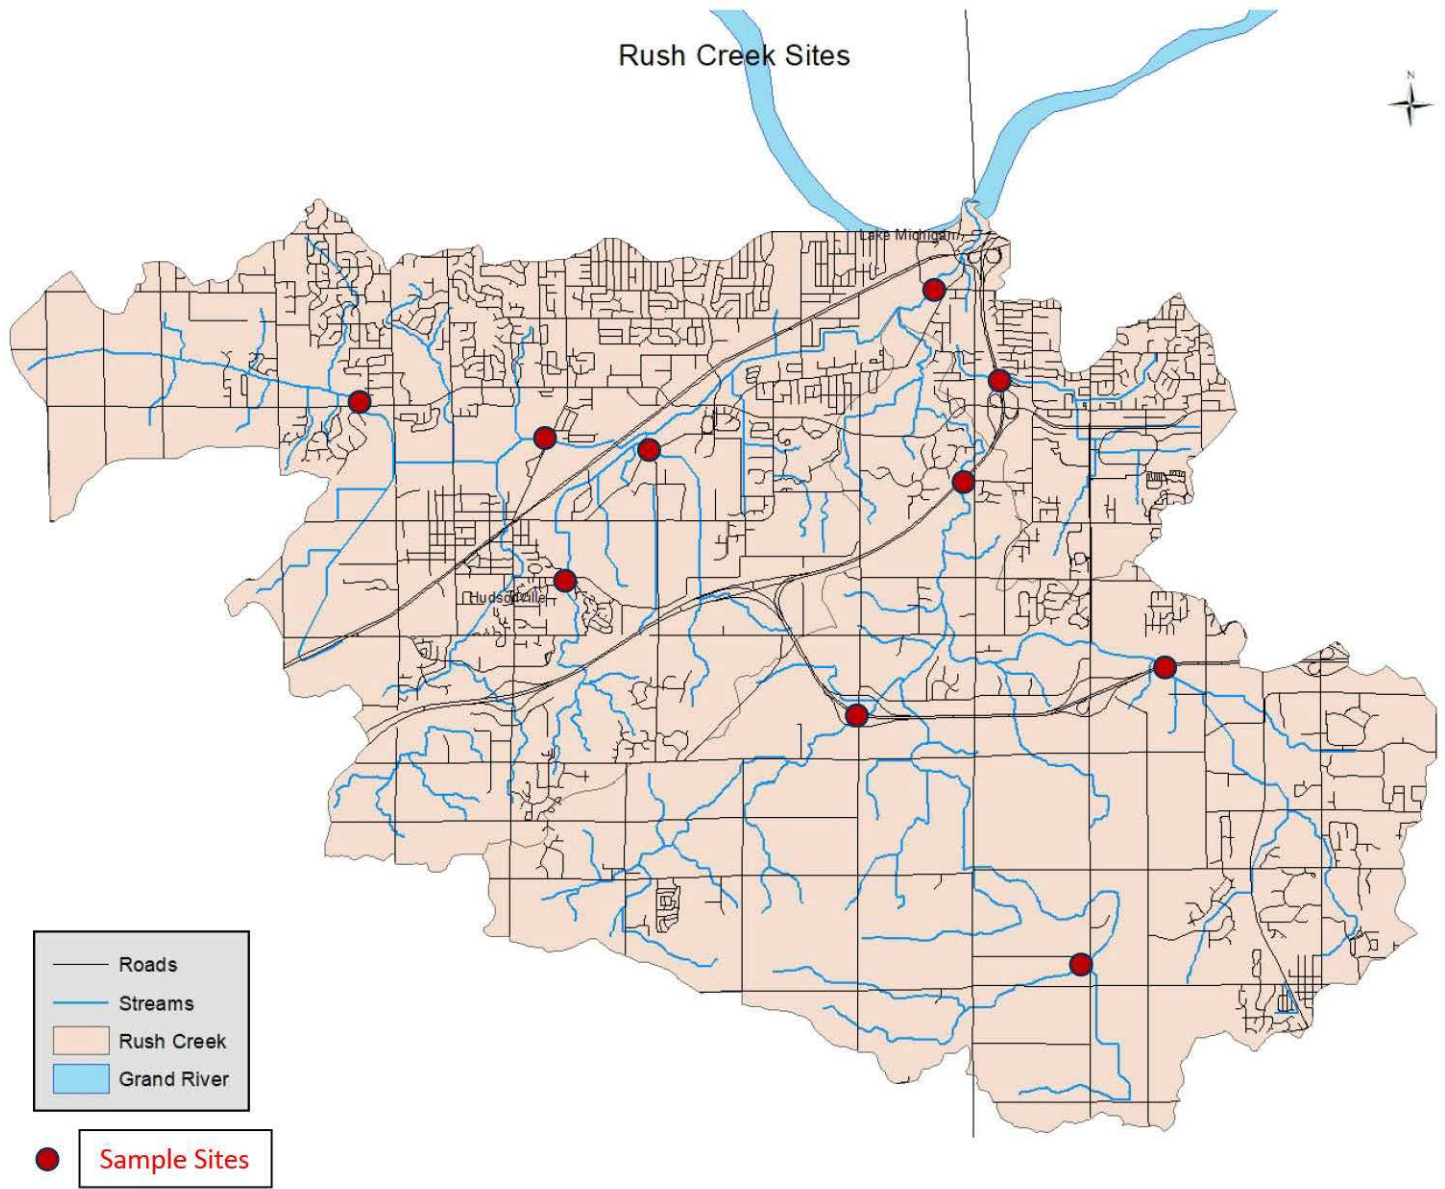 Rush Creek Sites
N
Lake Michigan
Hudsonville
Roads
Streams
Rush Creek
Grand River
Sample Sites